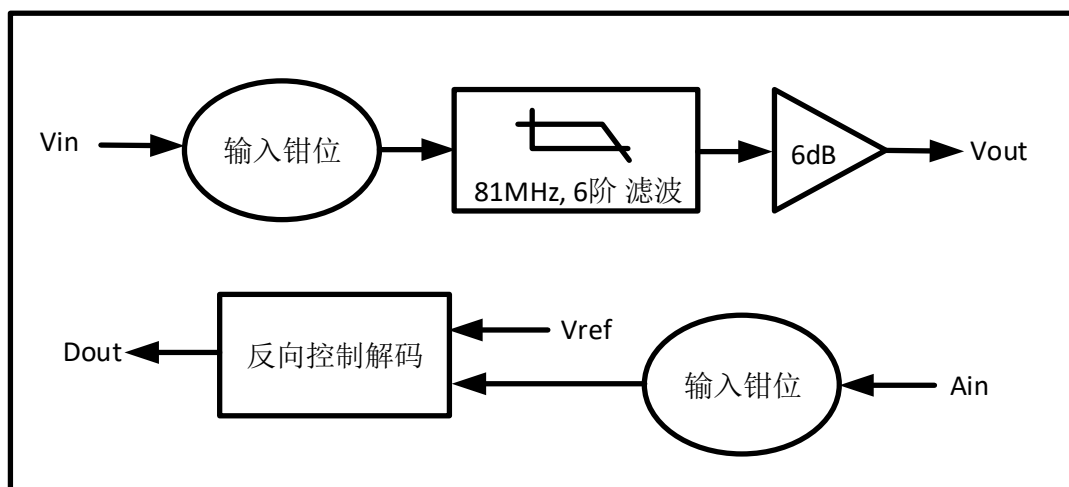 Vin
输入钳位
81MHz, 6阶 滤波
6dB
Vout
Dout
反向控制解码
Vref
输入钳位
Ain